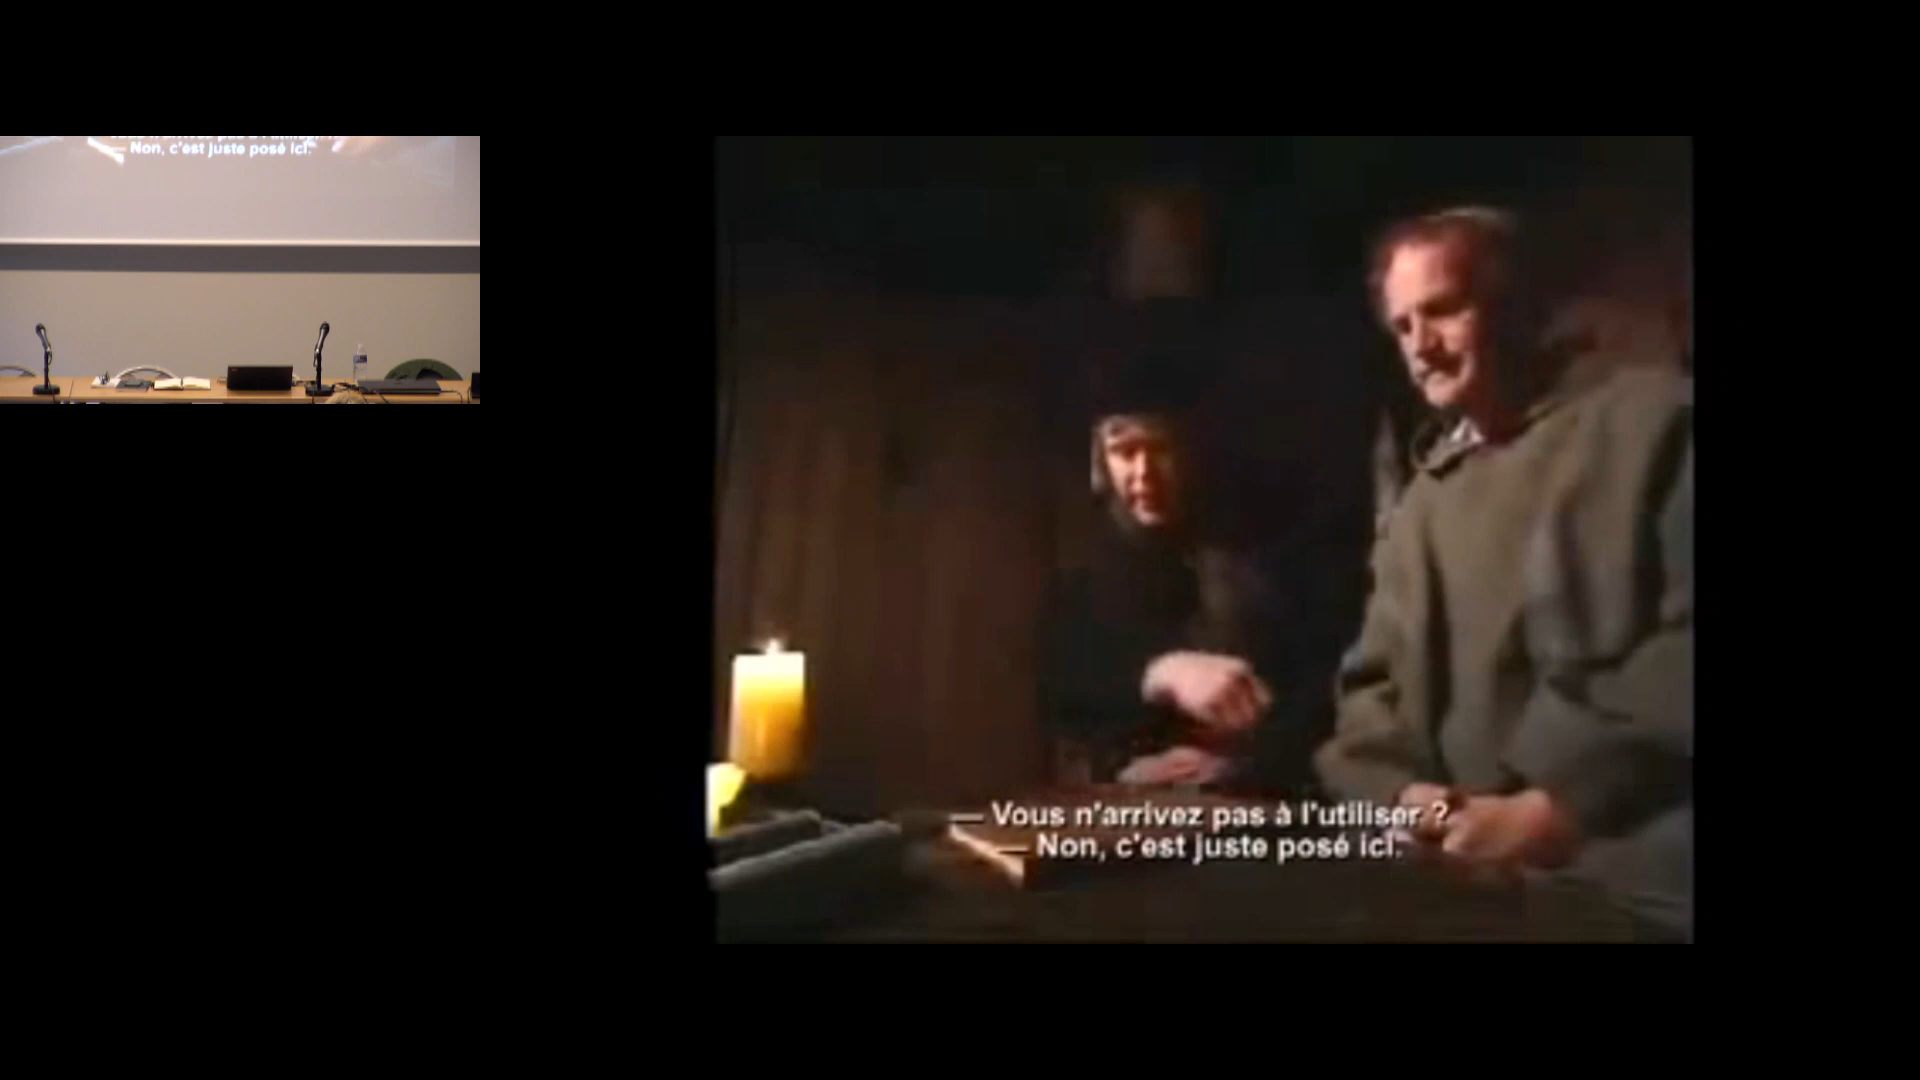 — Non, c'est juste posé ici.
— Vous n'arrivez pas à l'utiliser ?
— Non, c'est juste posé ici.